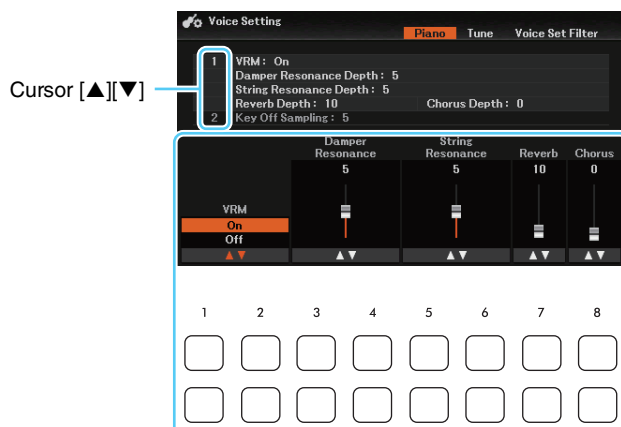 Voice Setting
Piano Tune Voice Set Filter
Cursor [▲][▼]
1 VRM: On
Damper Resonance Depth: 5
String Resonance Depth: 5
Reverb Depth: 10 Chorus Depth: 0
2 Key Off Sampling: 5
Damper Resonance String Resonance Reverb Chorus
5 5 10 0
VRM
On
Off
▲▼ ▲▼ ▲▼ ▲▼ ▲▼
1 2 3 4 5 6 7 8